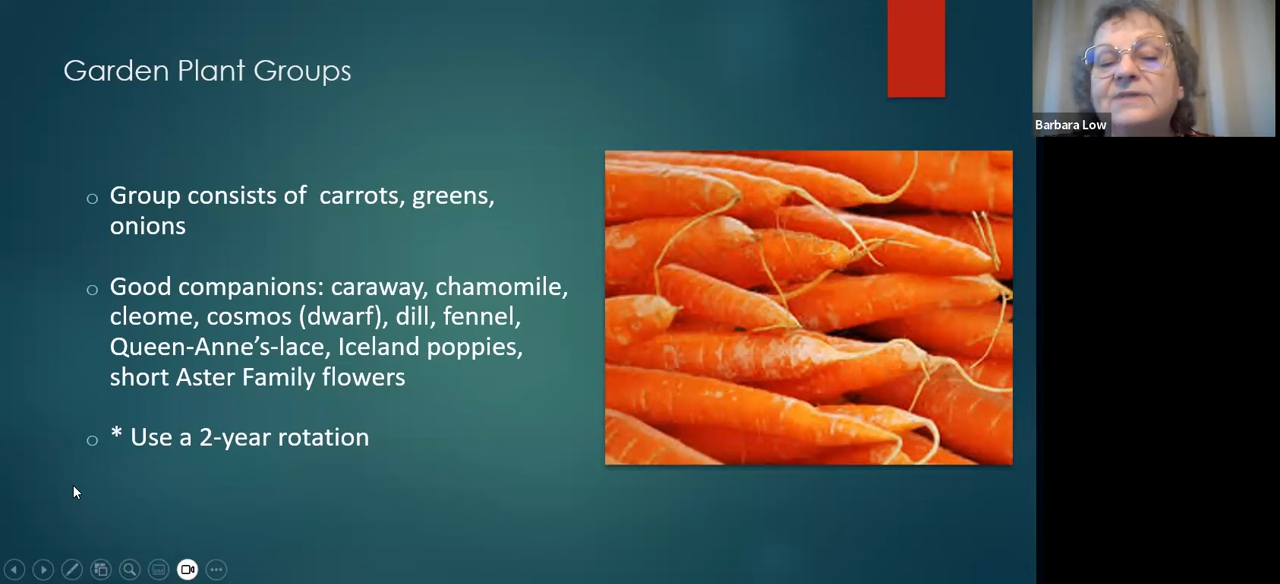 Garden Plant Groups
Barbara Low
Group consists of  carrots, greens,
onions
Good companions: caraway, chamomile,
cleome, cosmos (dwarf), dill, fennel,
Queen-Anne’s-lace, Iceland poppies,
short Aster Family flowers
* Use a 2-year rotation